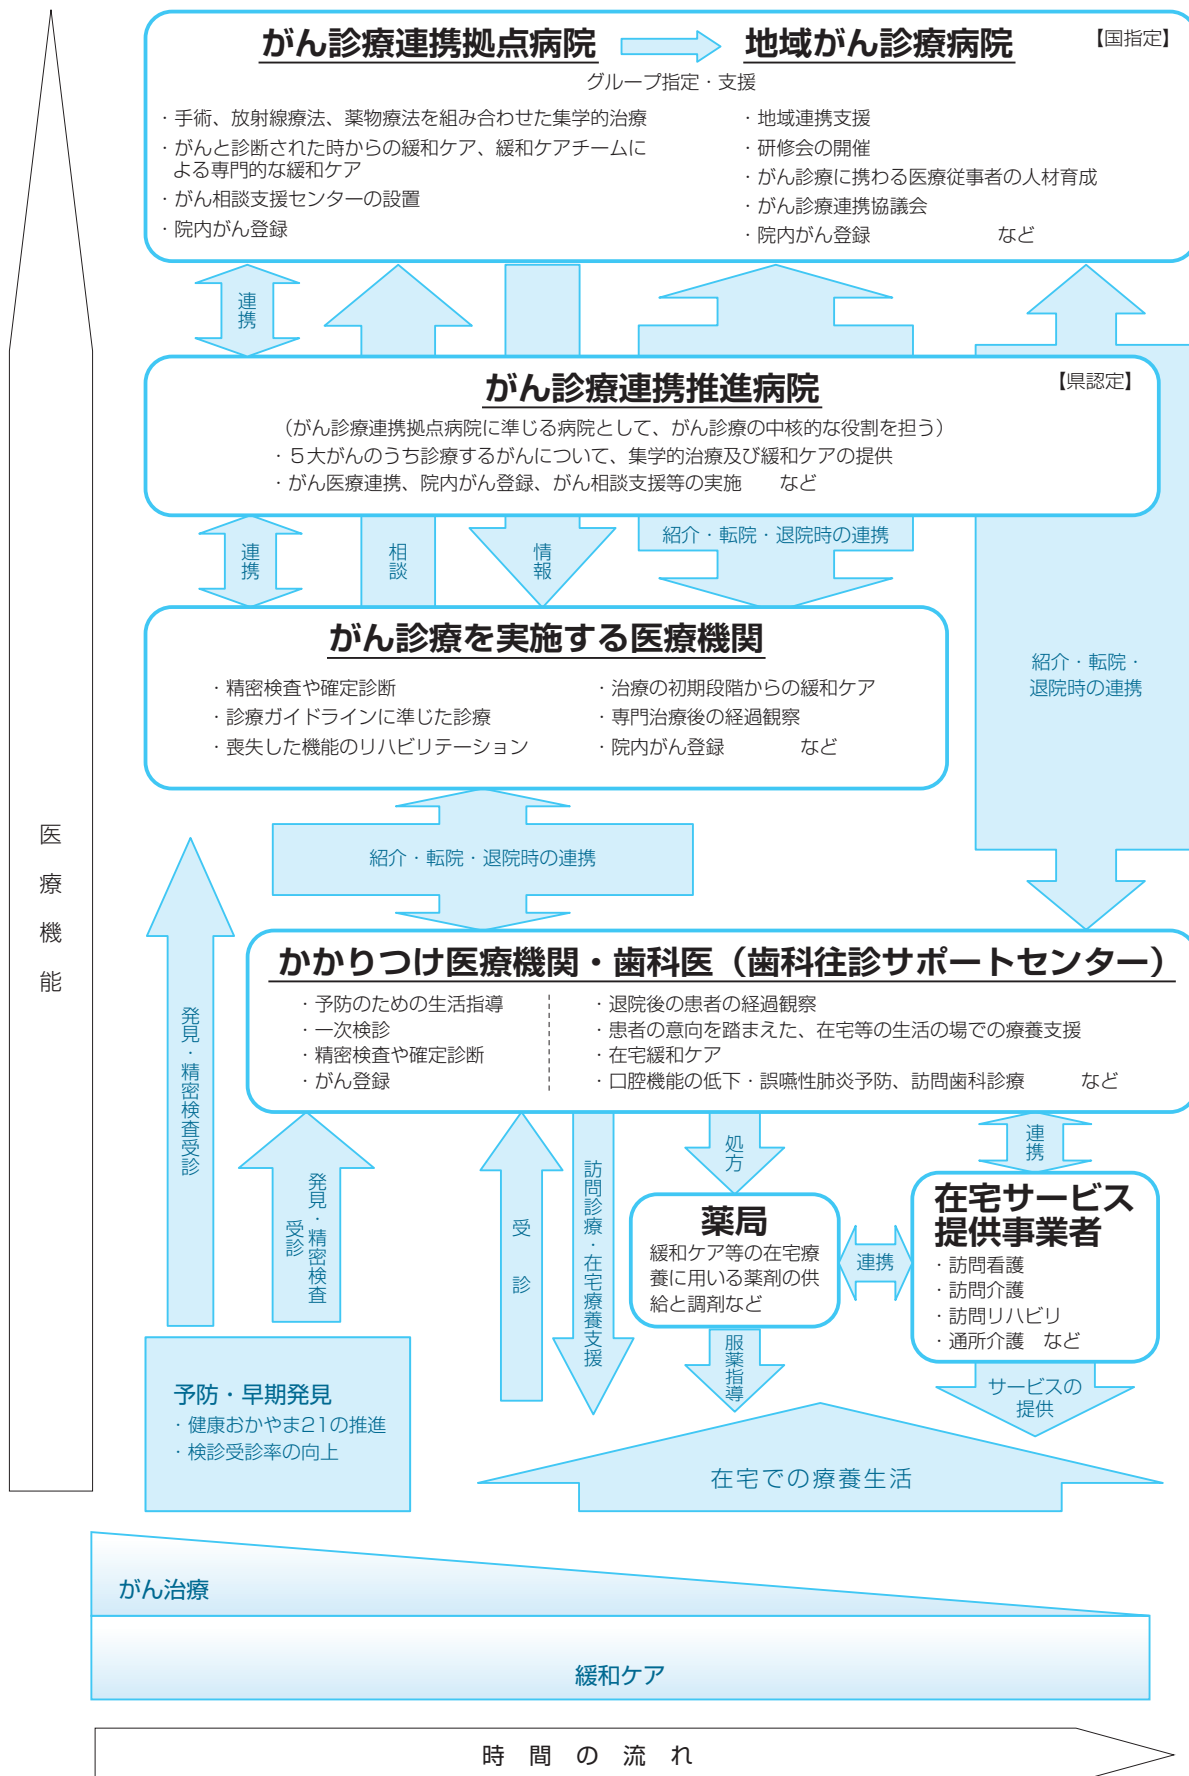 がん診療連携拠点病院
地域がん診療病院
【国指定】
グループ指定・支援
・手術、放射線療法、薬物療法を組み合わせた集学的治療
・がんと診断された時からの緩和ケア、緩和ケアチームに
よる専門的な緩和ケア
・がん相談支援センターの設置
・院内がん登録
・地域連携支援
・研修会の開催
・がん診療に携わる医療従事者の人材育成
・がん診療連携協議会
・院内がん登録　　など
連携
がん診療連携推進病院
【県認定】
（がん診療連携拠点病院に準じる病院として、がん診療の中核的な役割を担う）
・５大がんのうち診療するがんについて、集学的治療及び緩和ケアの提供
・がん医療連携、院内がん登録、がん相談支援等の実施　　など
連携
相談
情報
紹介・転院・退院時の連携
がん診療を実施する医療機関
・精密検査や確定診断
・診療ガイドラインに準じた診療
・喪失した機能のリハビリテーション
・治療の初期段階からの緩和ケア
・専門治療後の経過観察
・院内がん登録　　など
紹介・転院・
退院時の連携
医療機能
紹介・転院・退院時の連携
かかりつけ医療機関・歯科医（歯科往診サポートセンター）
・予防のための生活指導
・一次検診
・精密検査や確定診断
・がん登録
・退院後の患者の経過観察
・患者の意向を踏まえた、在宅等の生活の場での療養支援
・在宅緩和ケア
・口腔機能の低下・誤嚥性肺炎予防、訪問歯科診療　　など
発見・精密検査受診
発見・精密検査
受診
受診
訪問診療・在宅療養支援
処方
連携
薬局
緩和ケア等の在宅療
養に用いる薬剤の供
給と調剤など
連携
在宅サービス
提供事業者
・訪問看護
・訪問介護
・訪問リハビリ
・通所介護　など
服薬指導
サービスの
提供
予防・早期発見
・健康おかやま21の推進
・検診受診率の向上
在宅での療養生活
がん治療
緩和ケア
時間の流れ